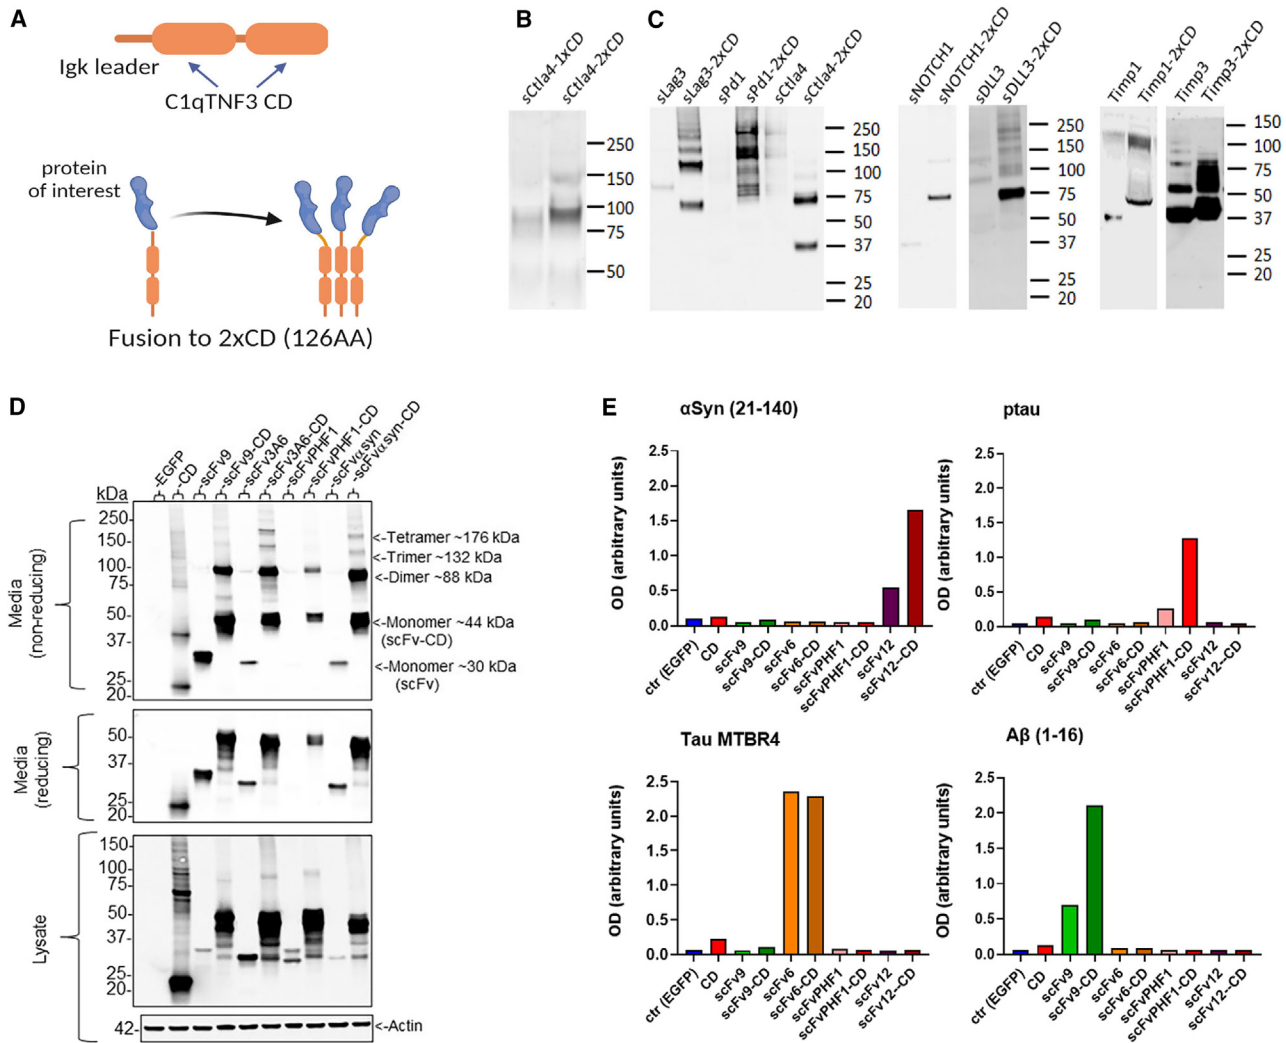 A
Igk leader
C1qTNF3 CD
protein
of interest
Fusion to 2xCD (126AA)
B
sCtla4-1xCD
sCtla4-2xCD
250
150
100
75
50
C
sLag3
sLag3-2xCD
sPd1
sPd1-2xCD
sCtla4
sCtla4-2xCD
250
150
100
75
50
37
25
20
sNOTCH1
sNOTCH1-2xCD
sDLL3
sDLL3-2xCD
250
150
100
75
50
37
25
20
Timp1
Timp1-2xCD
Timp3
Timp3-2xCD
150
100
75
50
37
25
20
D
kDa
-EGFP
-CD
-scFv9
-scFv9-CD
-scFv3A6
-scFv3A6-CD
-scFvPHF1
-scFvPHF1-CD
-scFvαsyn
-scFvαsyn-CD
Media
(non-reducing)
250-
150-
100-
75-
50-
37-
25-
20-
<-Tetramer ~176 kDa
<-Trimer ~132 kDa
<-Dimer ~88 kDa
<-Monomer ~44 kDa
(scFv-CD)
<-Monomer ~30 kDa
(scFv)
Media
(reducing)
50-
37-
25-
20-
Lysate
150-
100-
75-
50-
37-
25-
20-
42-
<-Actin
E
αSyn (21-140)
OD (arbitrary units)
2.5
2.0
1.5
1.0
0.5
0.0
ctr (EGFP)
CD
scFv9
scFv9-CD
scFv6
scFv6-CD
scFvPHF1
scFvPHF1-CD
scFv12
scFv12--CD
ptau
OD (arbitrary units)
2.5
2.0
1.5
1.0
0.5
0.0
ctr (EGFP)
CD
scFv9
scFv9-CD
scFv6
scFv6-CD
scFvPHF1
scFvPHF1-CD
scFv12
scFv12--CD
Tau MTBR4
OD (arbitrary units)
2.5
2.0
1.5
1.0
0.5
0.0
ctr (EGFP)
CD
scFv9
scFv9-CD
scFv6
scFv6-CD
scFvPHF1
scFvPHF1-CD
scFv12
scFv12--CD
Aβ (1-16)
OD (arbitrary units)
2.5
2.0
1.5
1.0
0.5
0.0
ctr (EGFP)
CD
scFv9
scFv9-CD
scFv6
scFv6-CD
scFvPHF1
scFvPHF1-CD
scFv12
scFv12--CD